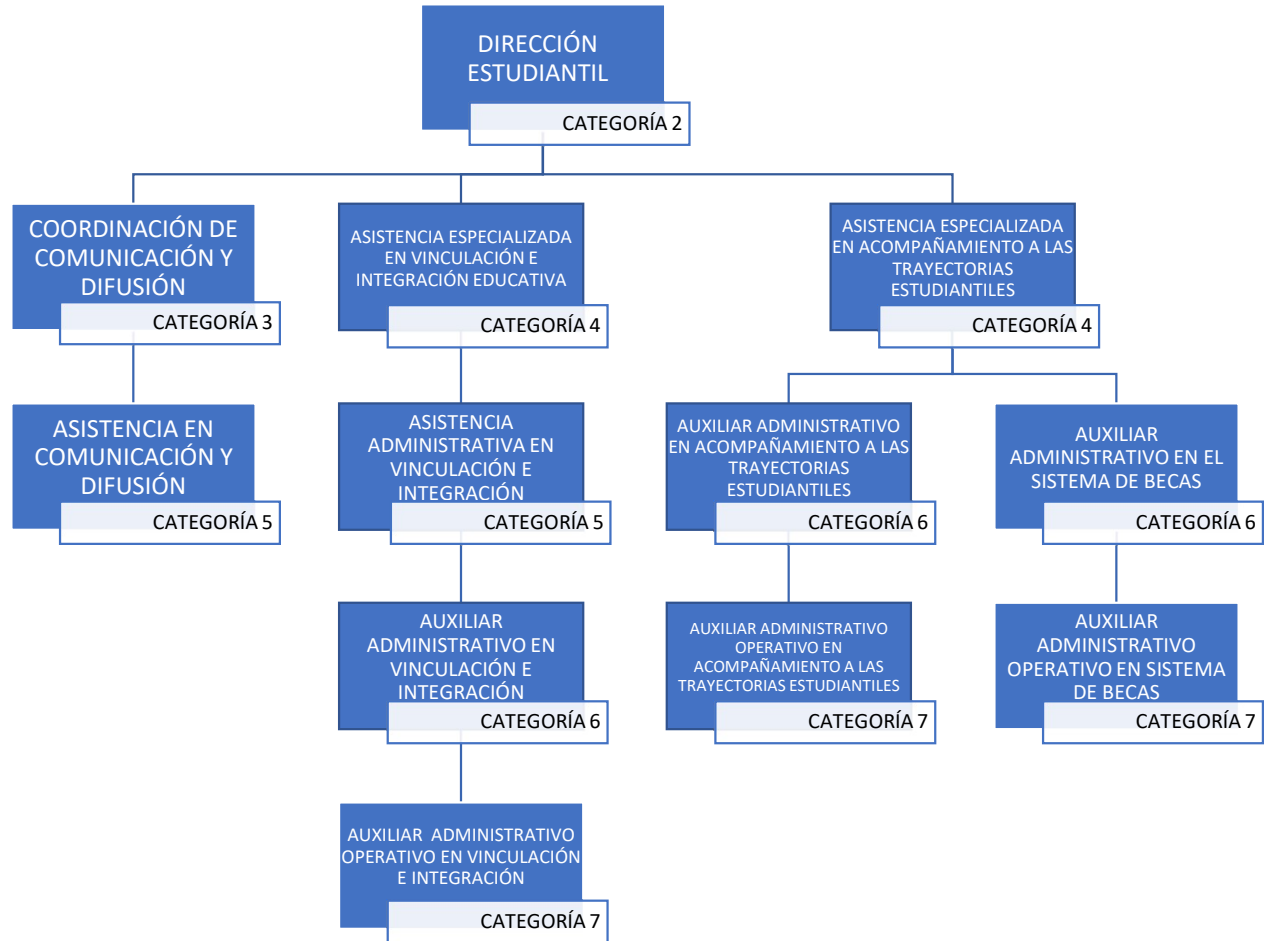 DIRECCIÓN
ESTUDIANTIL
CATEGORÍA 2
COORDINACIÓN DE
COMUNICACIÓN Y
DIFUSIÓN
CATEGORÍA 3
ASISTENCIA ESPECIALIZADA
EN VINCULACIÓN E
INTEGRACIÓN EDUCATIVA
CATEGORÍA 4
ASISTENCIA ESPECIALIZADA
EN ACOMPAÑAMIENTO A LAS
TRAYECTORIAS
ESTUDIANTILES
CATEGORÍA 4
ASISTENCIA EN
COMUNICACIÓN Y
DIFUSIÓN
CATEGORÍA 5
ASISTENCIA
ADMINISTRATIVA EN
VINCULACIÓN E
INTEGRACIÓN
CATEGORÍA 5
AUXILIAR ADMINISTRATIVO
EN ACOMPAÑAMIENTO A LAS
TRAYECTORIAS
ESTUDIANTILES
CATEGORÍA 6
AUXILIAR
ADMINISTRATIVO EN EL
SISTEMA DE BECAS
CATEGORÍA 6
AUXILIAR
ADMINISTRATIVO EN
VINCULACIÓN E
INTEGRACIÓN
CATEGORÍA 6
AUXILIAR ADMINISTRATIVO
OPERATIVO EN
ACOMPAÑAMIENTO A LAS
TRAYECTORIAS ESTUDIANTILES
CATEGORÍA 7
AUXILIAR
ADMINISTRATIVO
OPERATIVO EN SISTEMA
DE BECAS
CATEGORÍA 7
AUXILIAR ADMINISTRATIVO
OPERATIVO EN VINCULACIÓN
E INTEGRACIÓN
CATEGORÍA 7